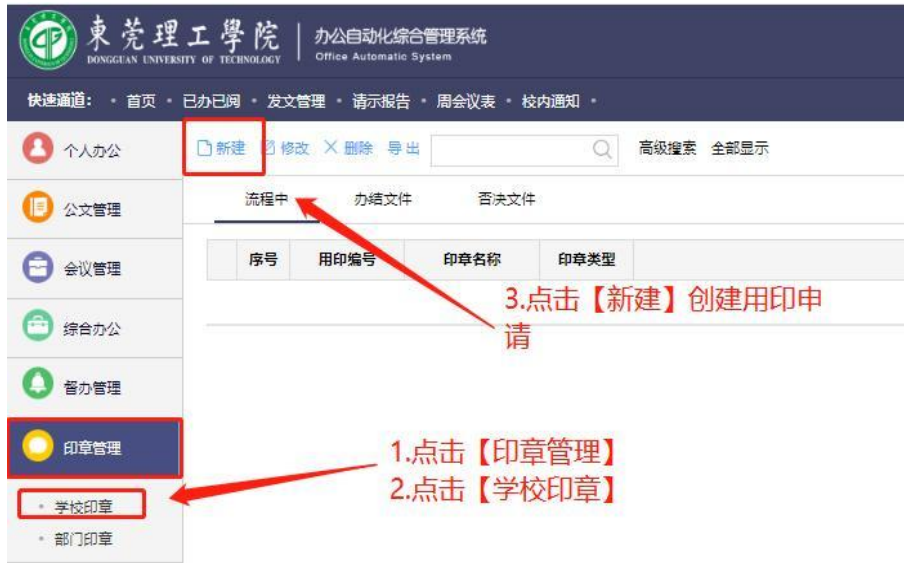 東莞理工學院
DONGGUAN UNIVERSITY OF TECHNOLOGY
办公自动化综合管理系统
Office Automatic System
快速通道： • 首页 • 已办已阅 • 发文管理 • 请示报告 • 周会议表 • 校内通知 •
个人办公
新建 修改 删除 导出
高级搜索 全部显示
公文管理
流程中 办结文件 否决文件
会议管理
序号 用印编号 印章名称 印章类型
3.点击【新建】创建用印申
请
综合办公
督办管理
印章管理
1.点击【印章管理】
2.点击【学校印章】
• 学校印章
• 部门印章